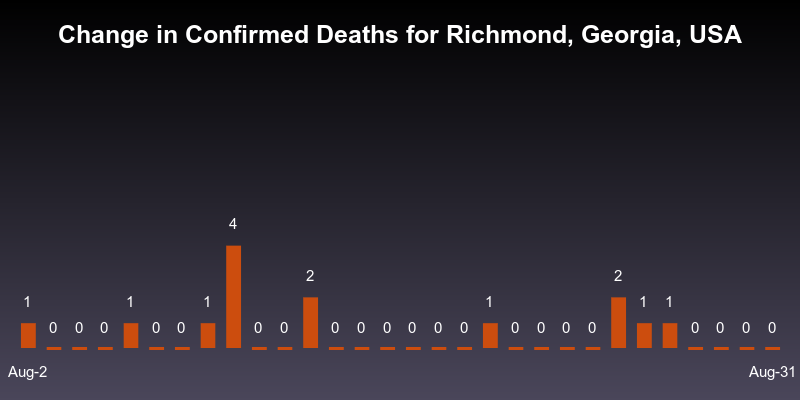 Change in Confirmed Deaths for Richmond, Georgia, USA
4
2 2
1 1 1 1 1 1
0 0 0 0 0 0 0 0 0 0 0 0 0 0 0 0 0 0 0 0 0
Aug-2 Aug-31